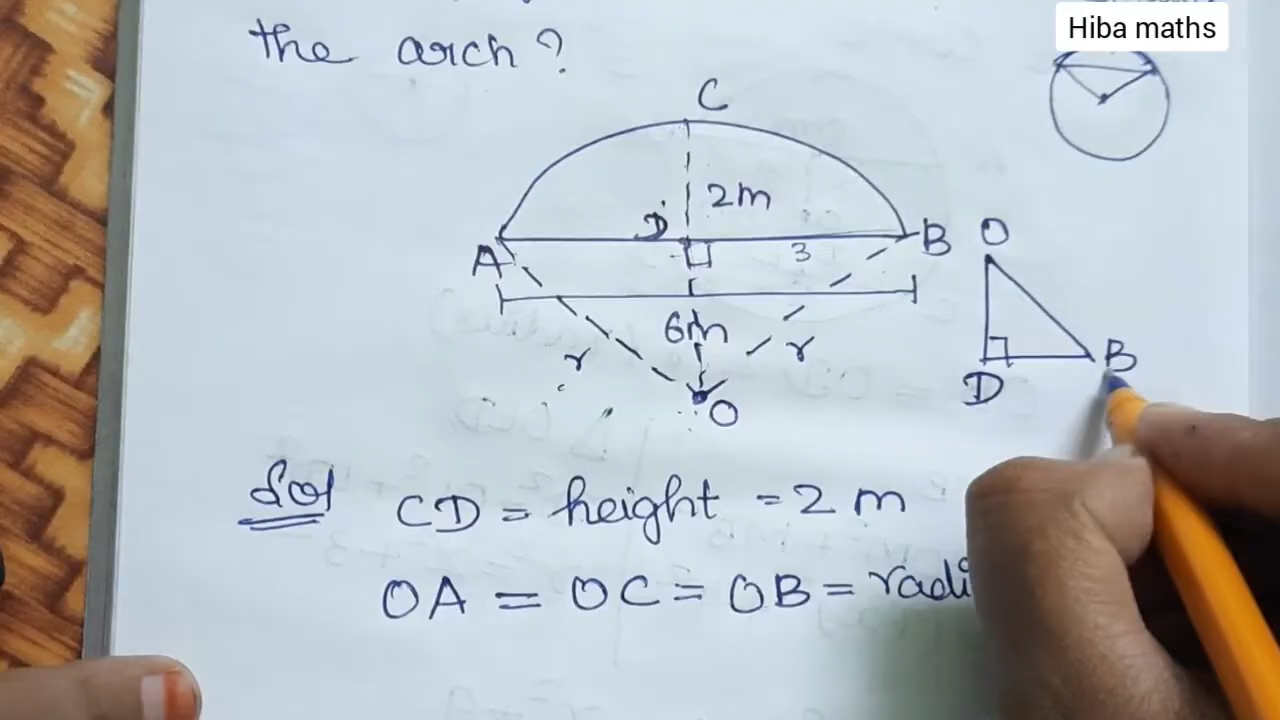 Hiba maths
the arch?
C
2m
D
3
A
B
6m
r
r
O
O
D
B
Sol CD = height = 2 m
OA = OC = OB = radi